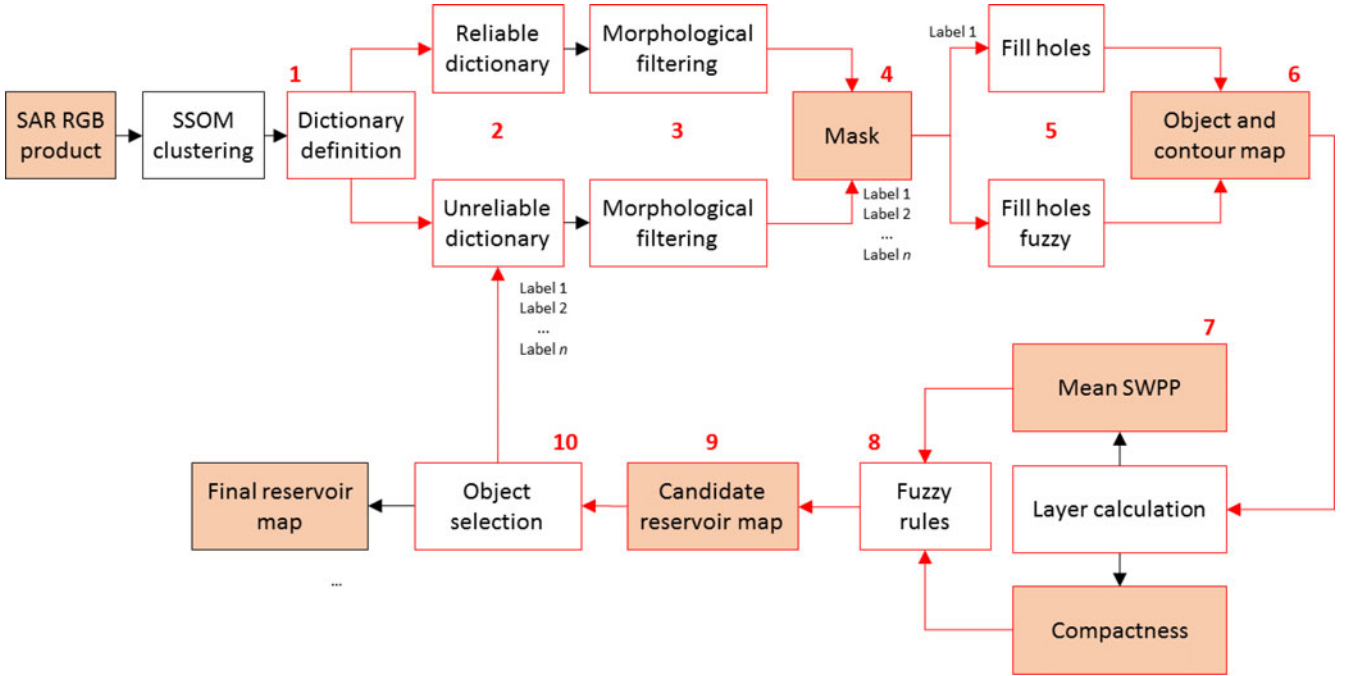 1
SAR RGB
product
SSOM
clustering
Dictionary
definition
2
Reliable
dictionary
Unreliable
dictionary
Label 1
Label 2
...
Label n
3
Morphological
filtering
Morphological
filtering
4
Mask
Label 1
Label 2
...
Label n
Label 1
5
Fill holes
Fill holes
fuzzy
6
Object and
contour map
7
Mean SWPP
Layer calculation
Compactness
8
Fuzzy
rules
9
Candidate
reservoir map
10
Object
selection
Final reservoir
map
...